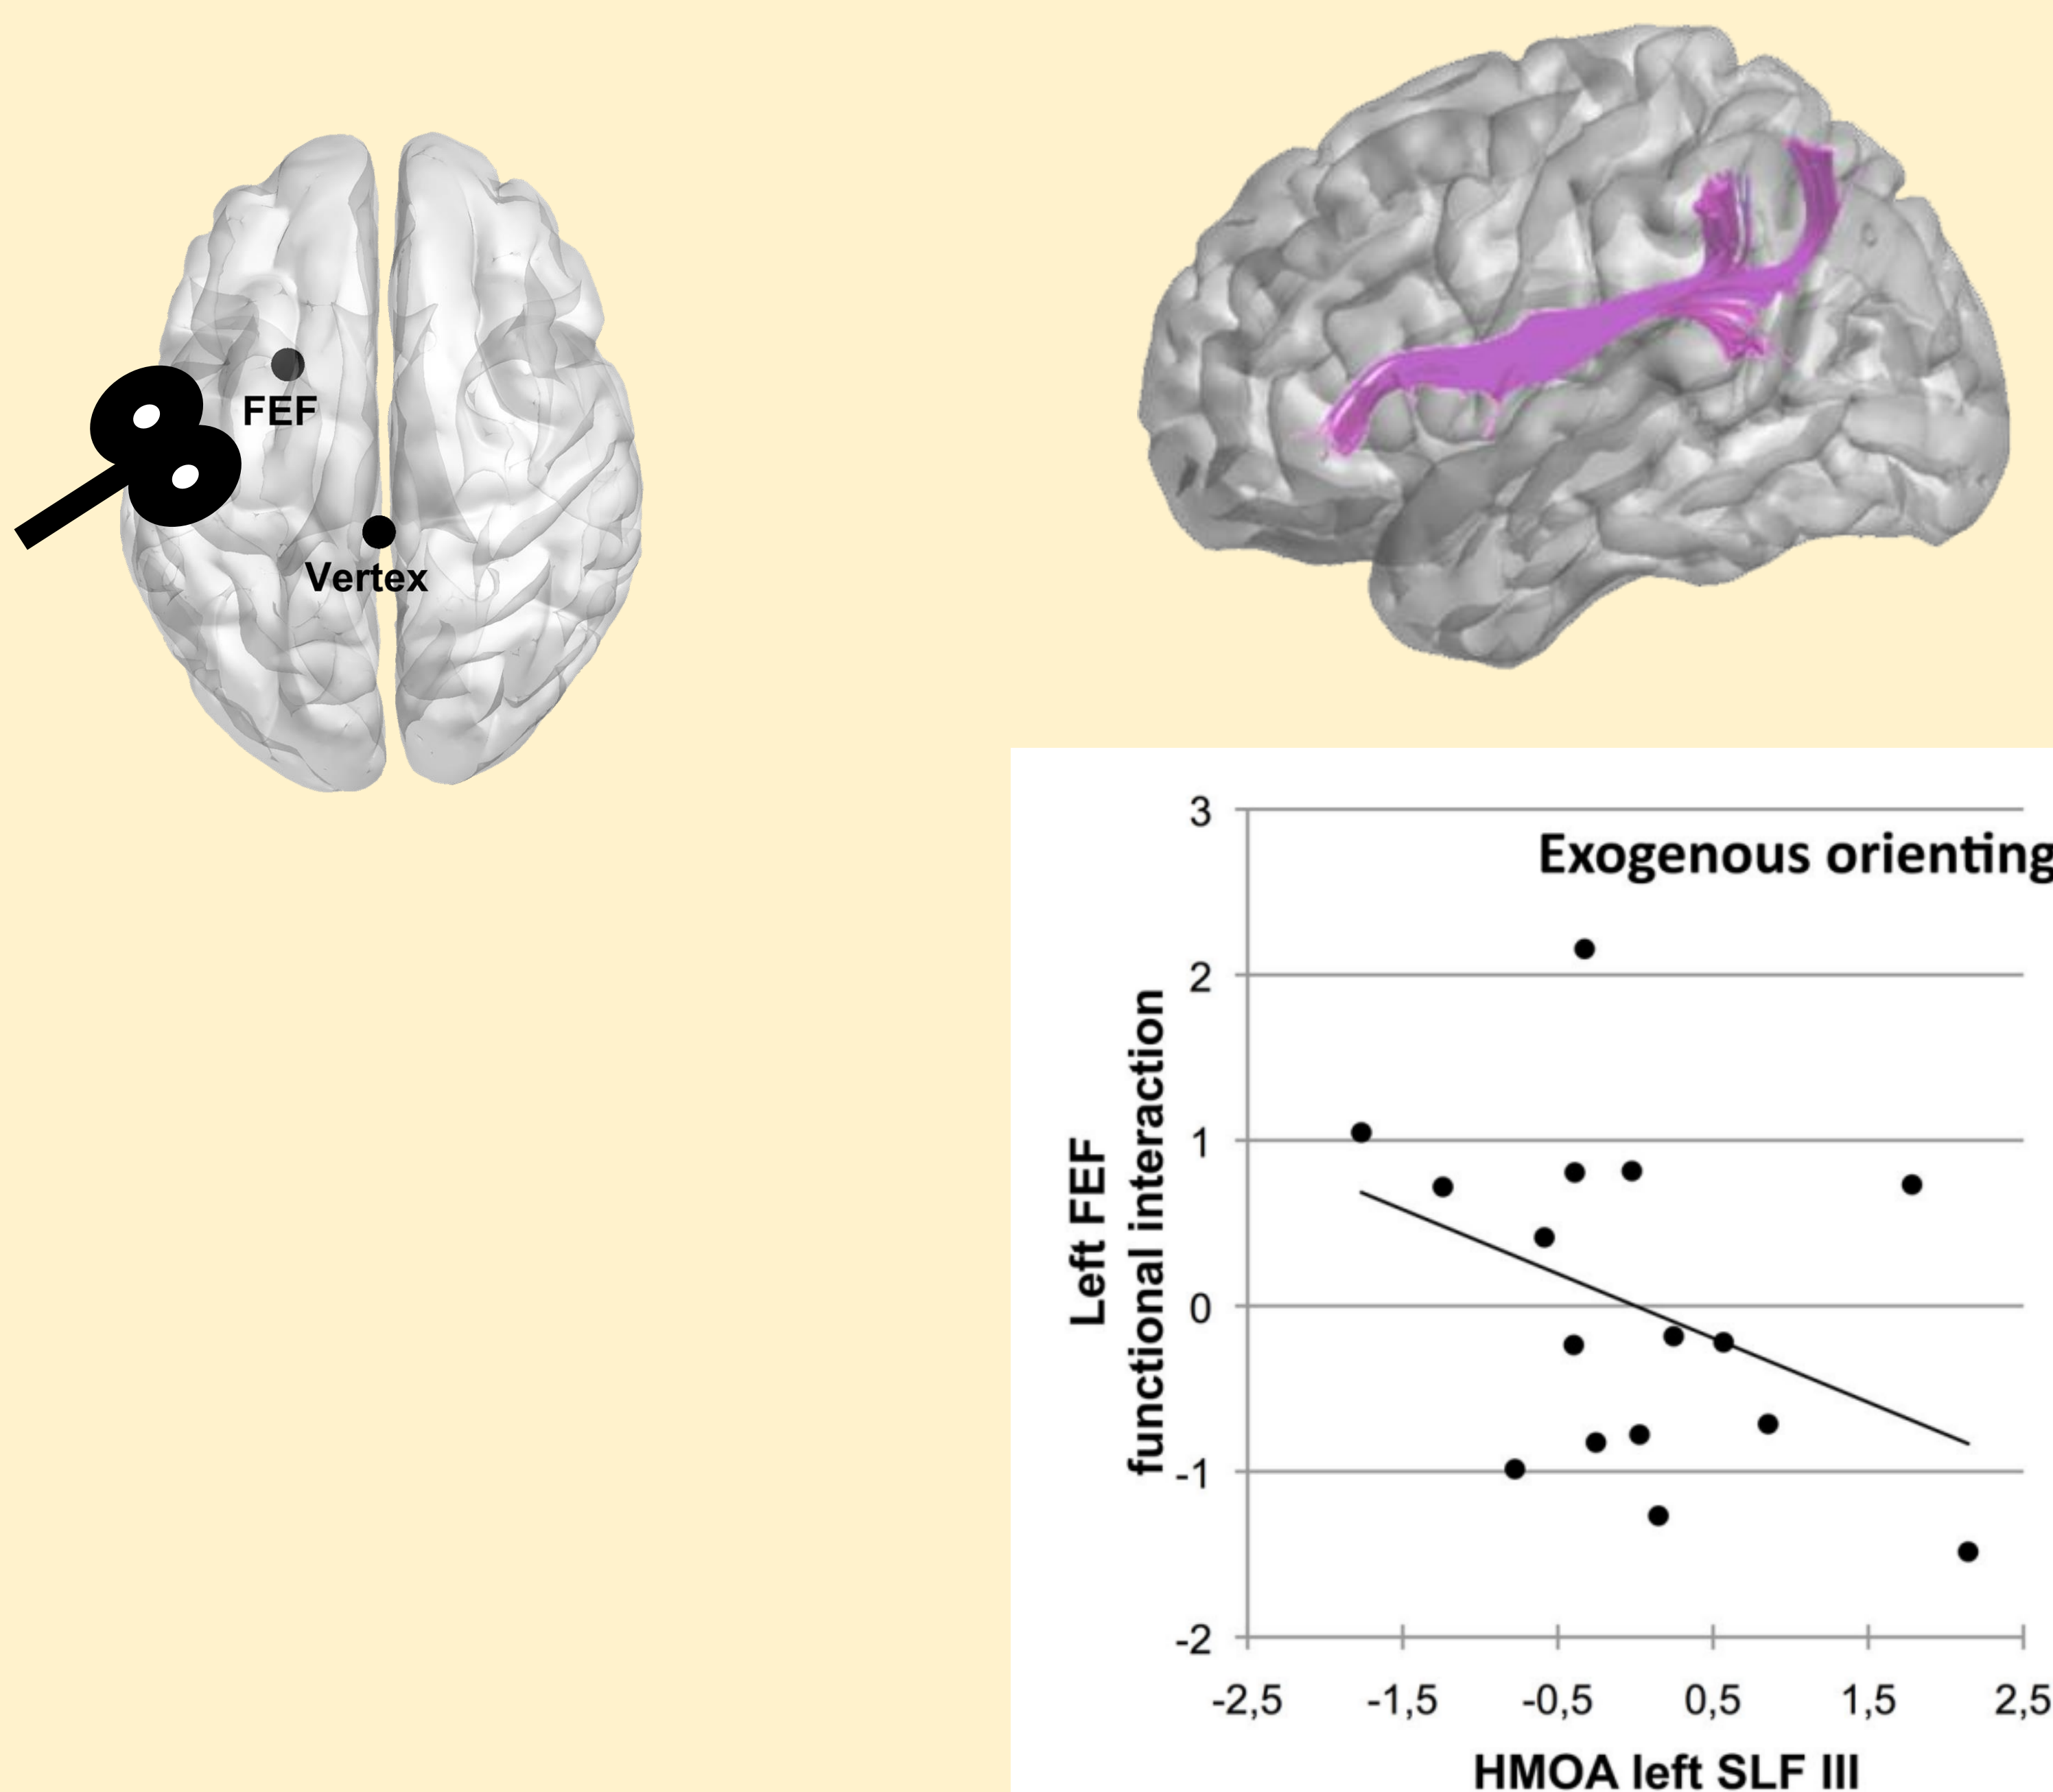 FEF
Vertex
Exogenous orienting
Left FEF
functional interaction
3
2
1
0
-1
-2
-2,5 -1,5 -0,5 0,5 1,5 2,5
HMOA left SLF III